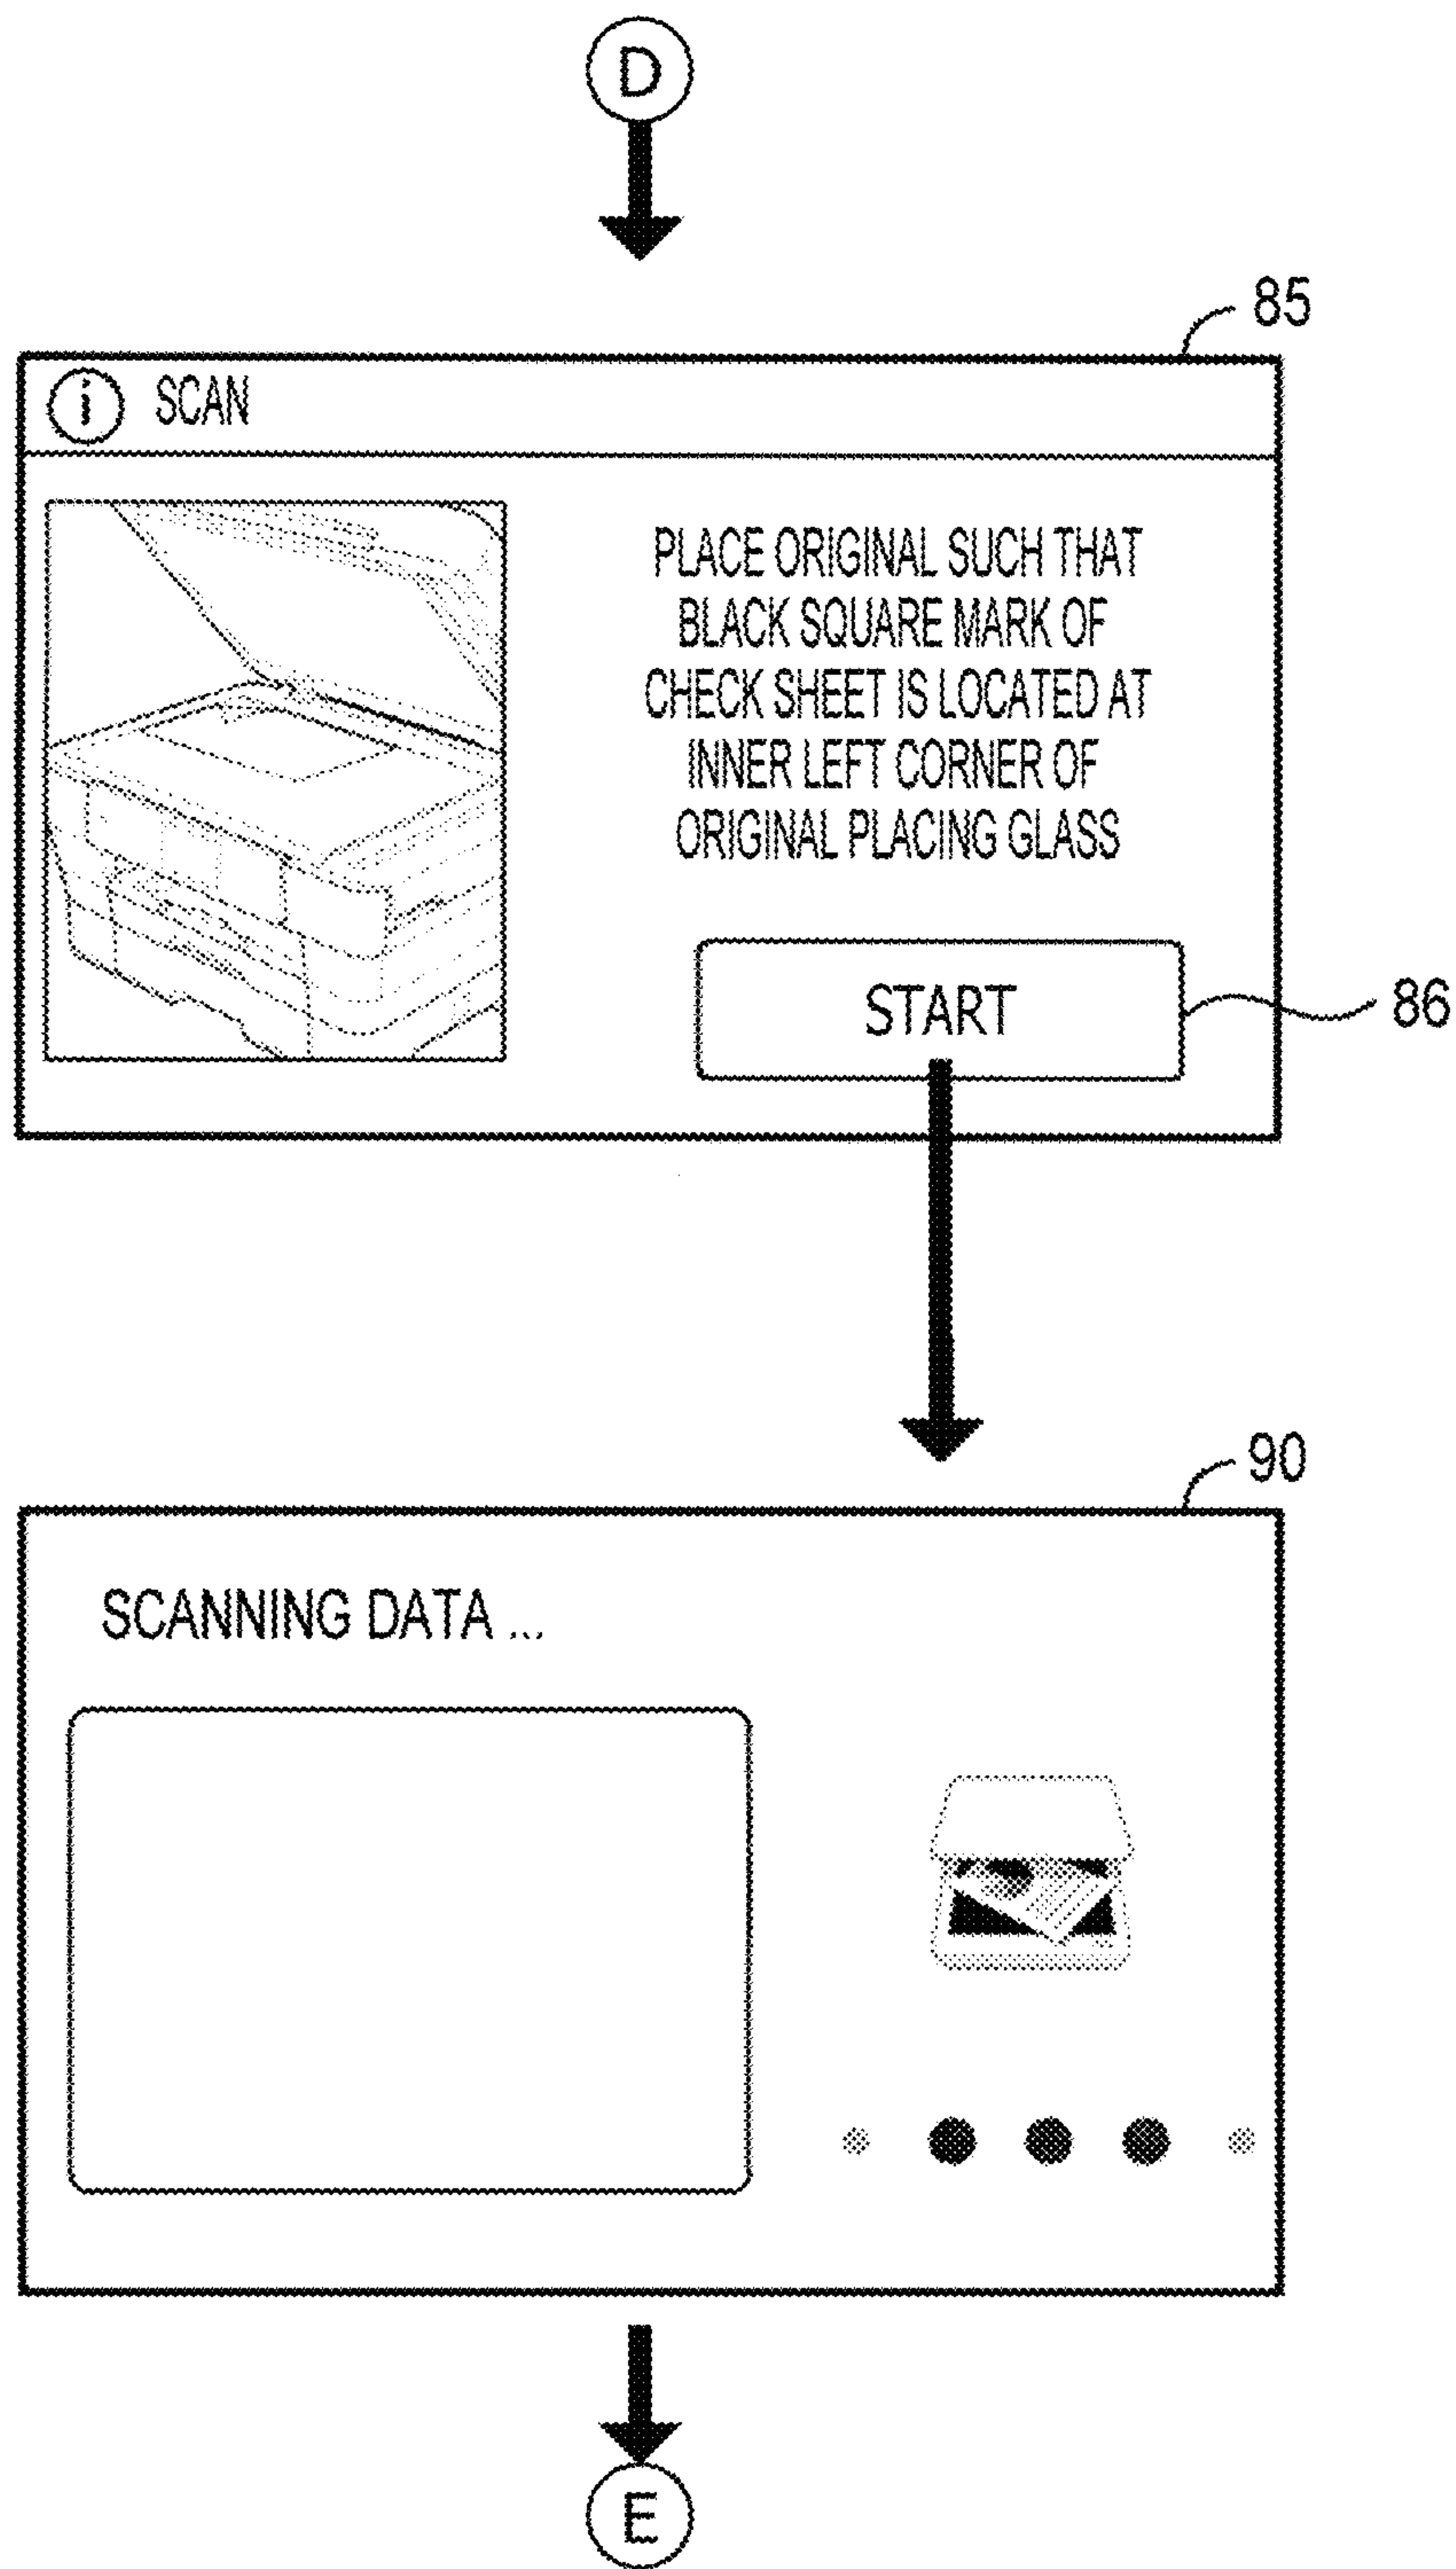 D
85
i SCAN
PLACE ORIGINAL SUCH THAT
BLACK SQUARE MARK OF
CHECK SHEET IS LOCATED AT
INNER LEFT CORNER OF
ORIGINAL PLACING GLASS
START
86
90
SCANNING DATA ...
E